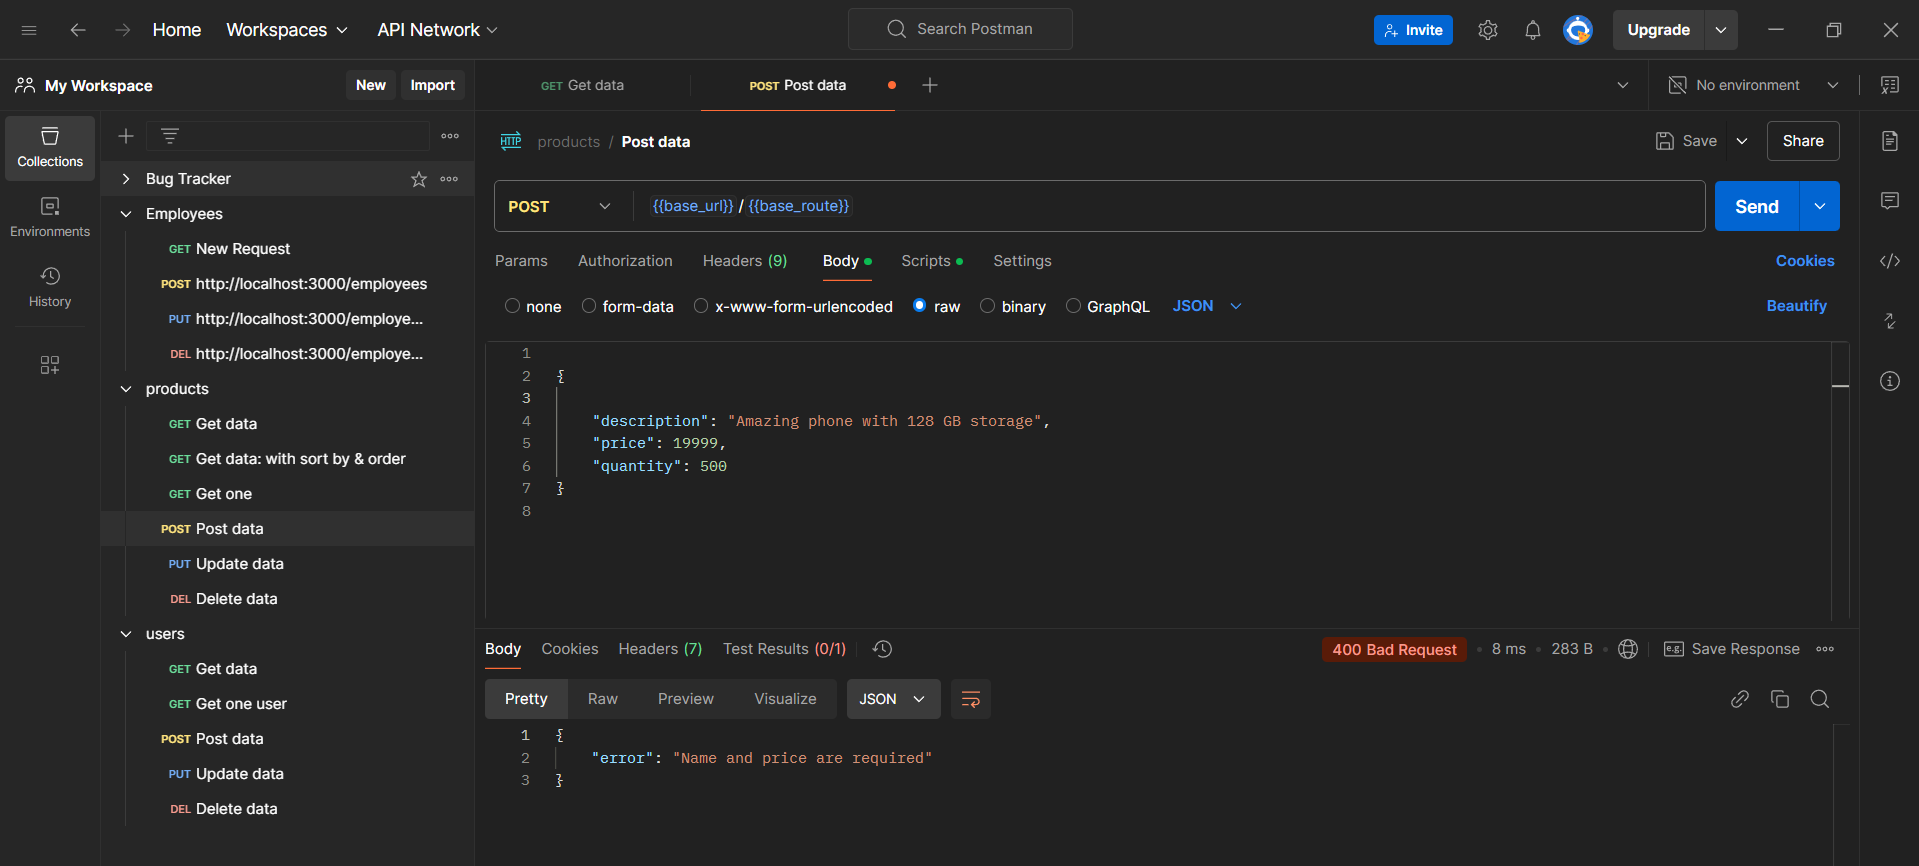 Home
Workspaces
API Network
Search Postman
Invite
Upgrade
My Workspace
New
Import
GET Get data
POST Post data
No environment
Collections
Environments
History
Bug Tracker
Employees
GET New Request
POST http://localhost:3000/employees
PUT http://localhost:3000/employe...
DEL http://localhost:3000/employe...
products
GET Get data
GET Get data: with sort by & order
GET Get one
POST Post data
PUT Update data
DEL Delete data
users
GET Get data
GET Get one user
POST Post data
PUT Update data
DEL Delete data
HTTP products / Post data
Save
Share
POST
{{base_url}} / {{base_route}}
Send
Params
Authorization
Headers (9)
Body
Scripts
Settings
Cookies
none
form-data
x-www-form-urlencoded
raw
binary
GraphQL
JSON
Beautify
1
2 {
3
4 "description": "Amazing phone with 128 GB storage",
5 "price": 19999,
6 "quantity": 500
7 }
8
Body
Cookies
Headers (7)
Test Results (0/1)
400 Bad Request
8 ms
283 B
e.g. Save Response
Pretty
Raw
Preview
Visualize
JSON
1 {
2 "error": "Name and price are required"
3 }